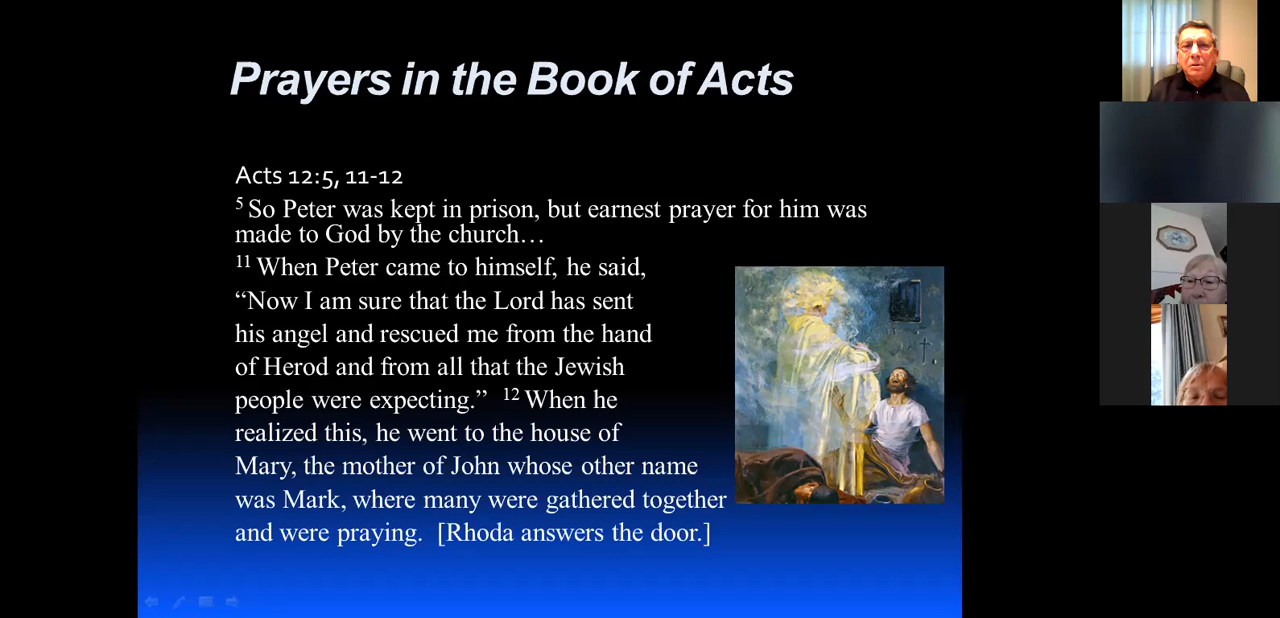 Prayers in the Book of Acts
Acts 12:5, 11-12
5 So Peter was kept in prison, but earnest prayer for him was
made to God by the church…
11 When Peter came to himself, he said,
“Now I am sure that the Lord has sent
his angel and rescued me from the hand
of Herod and from all that the Jewish
people were expecting.” 12 When he
realized this, he went to the house of
Mary, the mother of John whose other name
was Mark, where many were gathered together
and were praying. [Rhoda answers the door.]